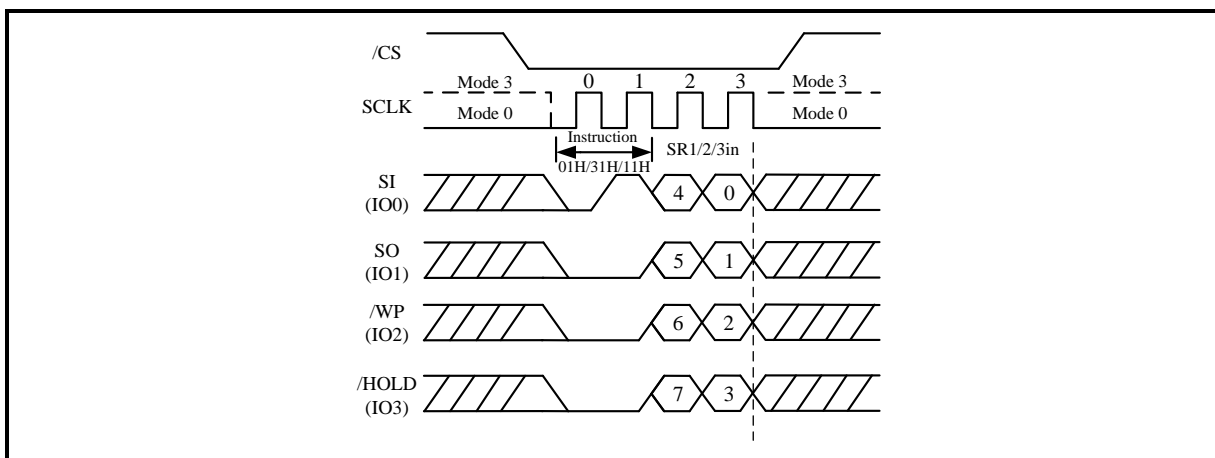 /CS
Mode 3 0 1 2 3 Mode 3
SCLK
Mode 0 Mode 0
Instruction
01H/31H/11H SR1/2/3in
SI
(IO0)
4 0
SO
(IO1)
5 1
/WP
(IO2)
6 2
/HOLD
(IO3)
7 3